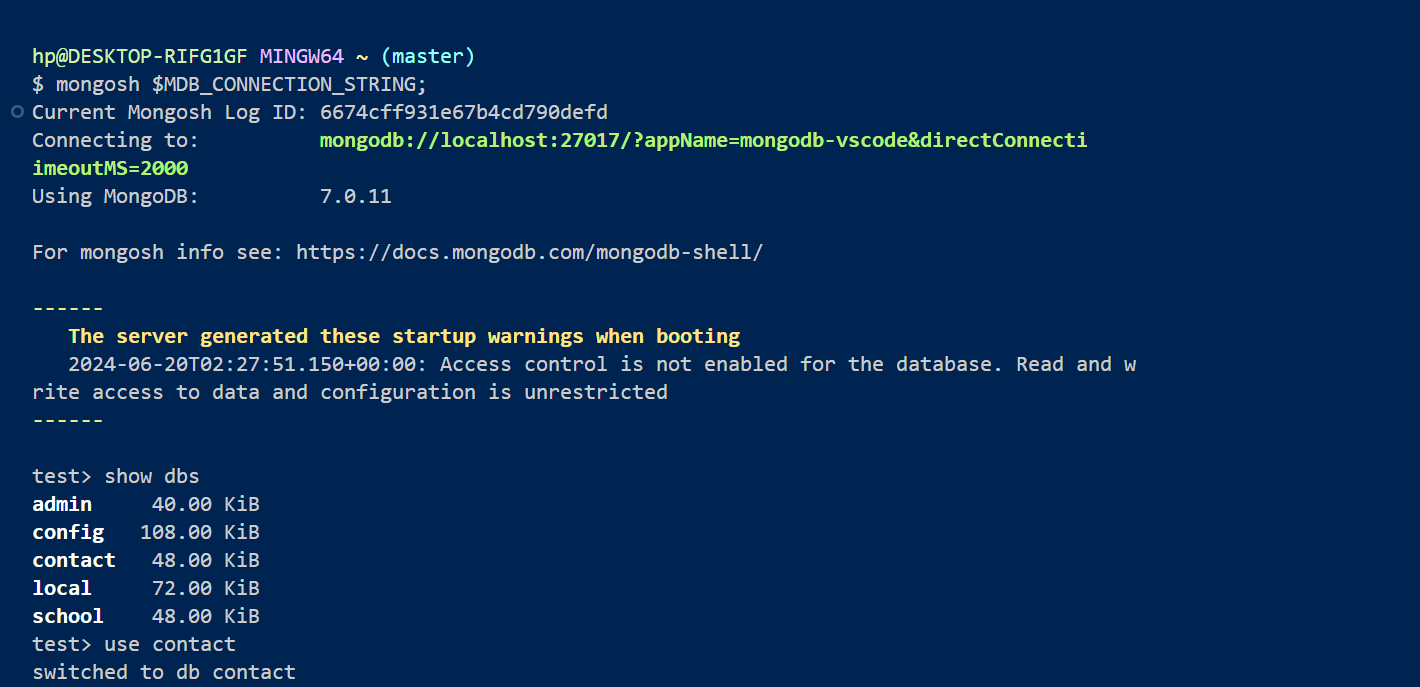 hp@DESKTOP-RIFG1GF MINGW64 ~ (master)
$ mongosh $MDB_CONNECTION_STRING;
Current Mongosh Log ID: 6674cff931e67b4cd790defd
Connecting to: mongodb://localhost:27017/?appName=mongodb-vscode&directConnecti
imeoutMS=2000
Using MongoDB: 7.0.11
For mongosh info see: https://docs.mongodb.com/mongodb-shell/
------
The server generated these startup warnings when booting
2024-06-20T02:27:51.150+00:00: Access control is not enabled for the database. Read and w
rite access to data and configuration is unrestricted
------
test> show dbs
admin 40.00 KiB
config 108.00 KiB
contact 48.00 KiB
local 72.00 KiB
school 48.00 KiB
test> use contact
switched to db contact